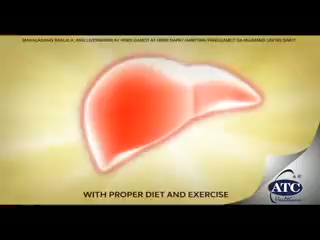 MAHALAGANG PAALALA: ANG LIVERMARIN AY HINDI GAMOT AT HINDI DAPAT GAMITING PANGGAMOT SA ANUMANG URI NG SAKIT.
WITH PROPER DIET AND EXERCISE
ATC
Healthcare